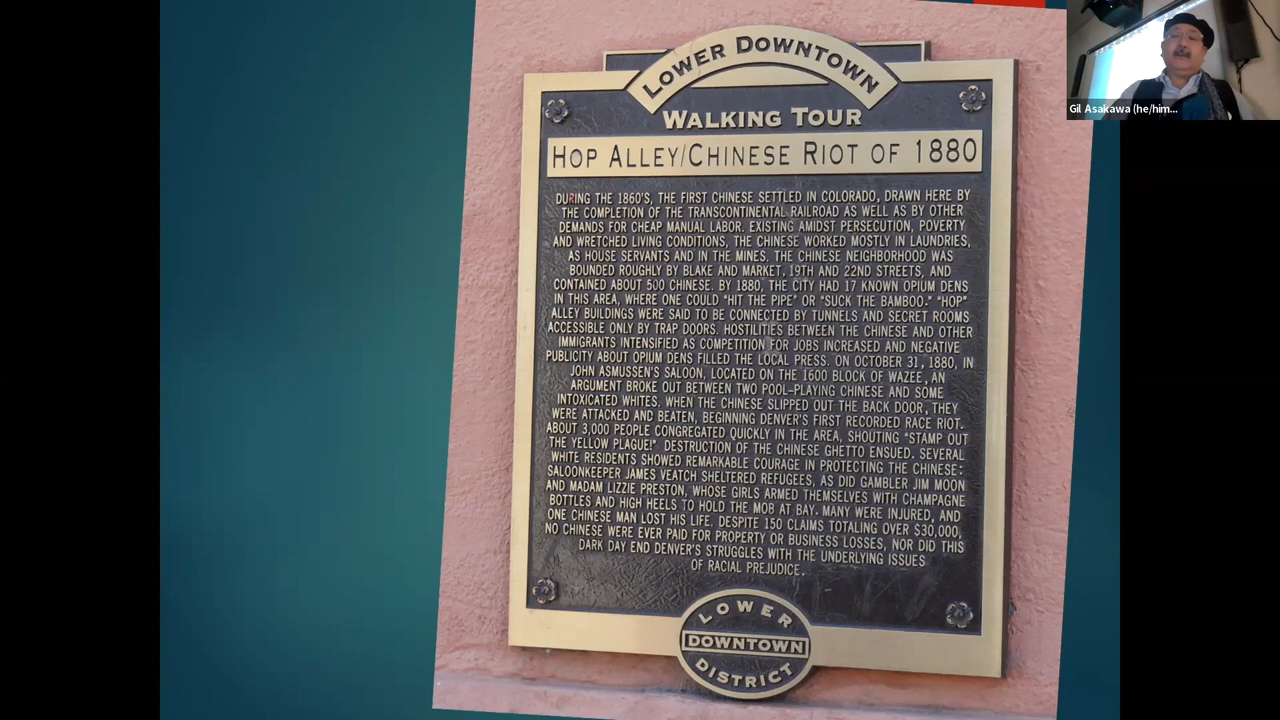 LOWER DOWNTOWN
WALKING TOUR
HOP ALLEY/CHINESE RIOT OF 1880
DURING THE 1860'S, THE FIRST CHINESE SETTLED IN COLORADO, DRAWN HERE BY
THE COMPLETION OF THE TRANSCONTINENTAL RAILROAD AS WELL AS BY OTHER
DEMANDS FOR CHEAP MANUAL LABOR. EXISTING AMIDST PERSECUTION, POVERTY
AND WRETCHED LIVING CONDITIONS, THE CHINESE WORKED MOSTLY IN LAUNDRIES,
AS HOUSE SERVANTS AND IN THE MINES. THE CHINESE NEIGHBORHOOD WAS
BOUNDED ROUGHLY BY BLAKE AND MARKET, 19TH AND 22ND STREETS, AND
CONTAINED ABOUT 500 CHINESE. BY 1880, THE CITY HAD 17 KNOWN OPIUM DENS
IN THIS AREA, WHERE ONE COULD "HIT THE PIPE" OR "SUCK THE BAMBOO." "HOP"
ALLEY BUILDINGS WERE SAID TO BE CONNECTED BY TUNNELS AND SECRET ROOMS
ACCESSIBLE ONLY BY TRAP DOORS. HOSTILITIES BETWEEN THE CHINESE AND OTHER
IMMIGRANTS INTENSIFIED AS COMPETITION FOR JOBS INCREASED AND NEGATIVE
PUBLICITY ABOUT OPIUM DENS FILLED THE LOCAL PRESS. ON OCTOBER 31, 1880, IN
JOHN ASMUSSEN'S SALOON, LOCATED ON THE 1600 BLOCK OF WAZEE, AN
ARGUMENT BROKE OUT BETWEEN TWO POOL-PLAYING CHINESE AND SOME
INTOXICATED WHITES. WHEN THE CHINESE SLIPPED OUT THE BACK DOOR, THEY
WERE ATTACKED AND BEATEN, BEGINNING DENVER'S FIRST RECORDED RACE RIOT.
ABOUT 3,000 PEOPLE CONGREGATED QUICKLY IN THE AREA, SHOUTING "STAMP OUT
THE YELLOW PLAGUE!" DESTRUCTION OF THE CHINESE GHETTO ENSUED. SEVERAL
WHITE RESIDENTS SHOWED REMARKABLE COURAGE IN PROTECTING THE CHINESE:
SALOONKEEPER JAMES VEATCH SHELTERED REFUGEES, AS DID GAMBLER JIM MOON
AND MADAM LIZZIE PRESTON, WHOSE GIRLS ARMED THEMSELVES WITH CHAMPAGNE
BOTTLES AND HIGH HEELS TO HOLD THE MOB AT BAY. MANY WERE INJURED, AND
ONE CHINESE MAN LOST HIS LIFE. DESPITE 150 CLAIMS TOTALING OVER $30,000,
NO CHINESE WERE EVER PAID FOR PROPERTY OR BUSINESS LOSSES, NOR DID THIS
DARK DAY END DENVER'S STRUGGLES WITH THE UNDERLYING ISSUES
OF RACIAL PREJUDICE.
LOWER
DOWNTOWN
DISTRICT
Gil Asakawa (he/him...